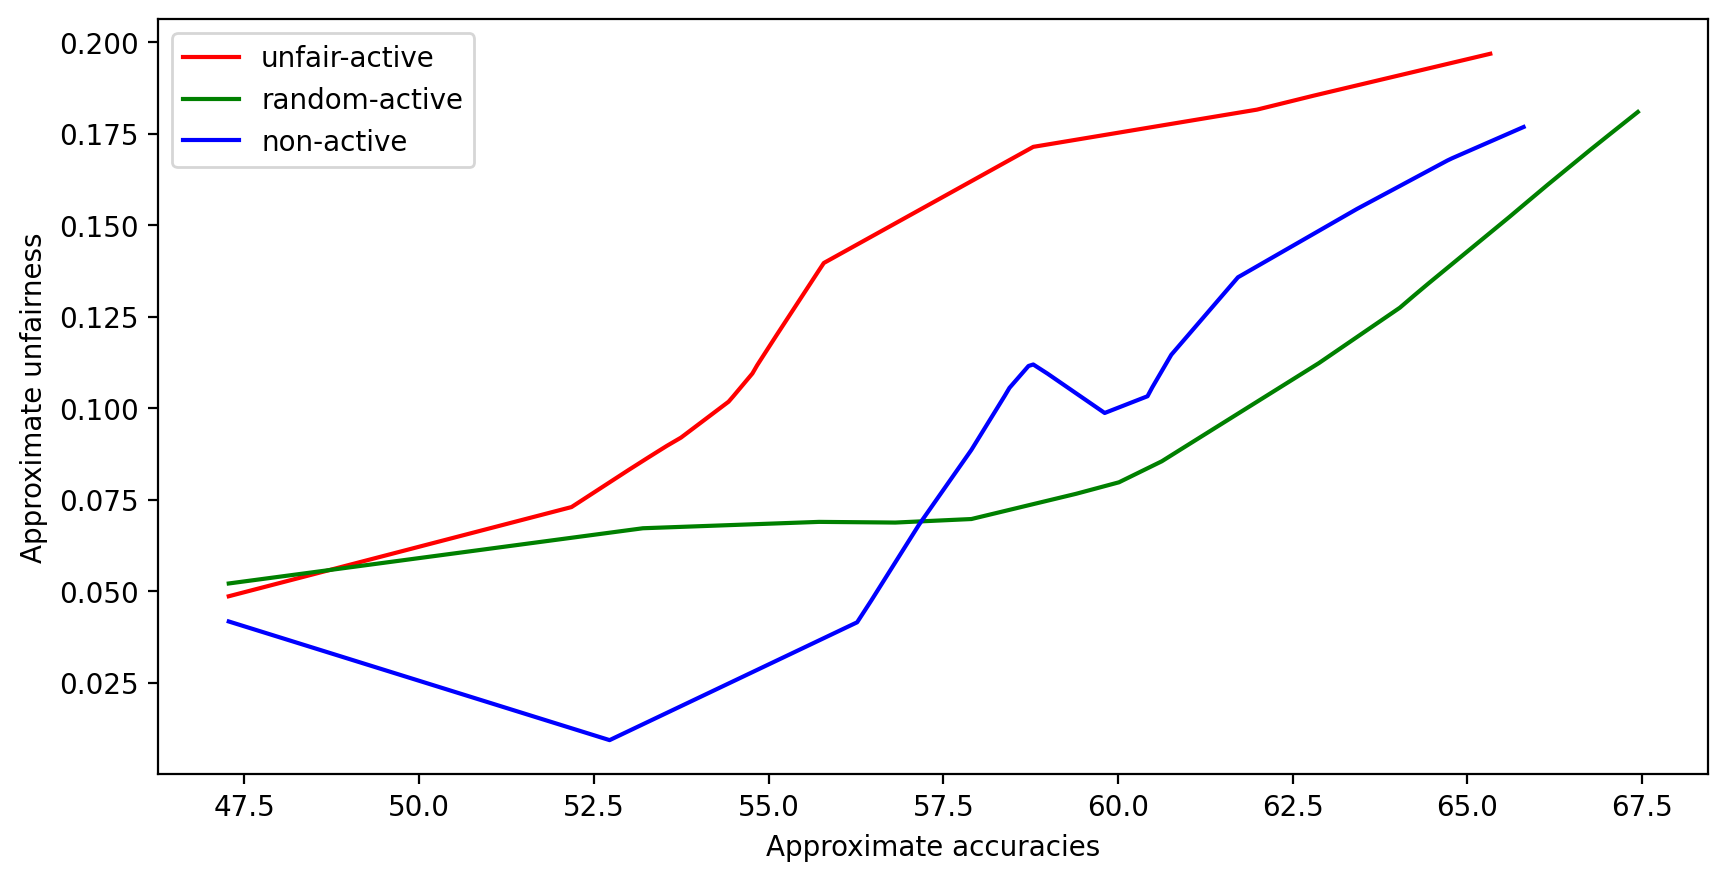 unfair-active
random-active
non-active
0.200
0.175
0.150
0.125
0.100
0.075
0.050
0.025
Approximate unfairness
47.5 50.0 52.5 55.0 57.5 60.0 62.5 65.0 67.5
Approximate accuracies